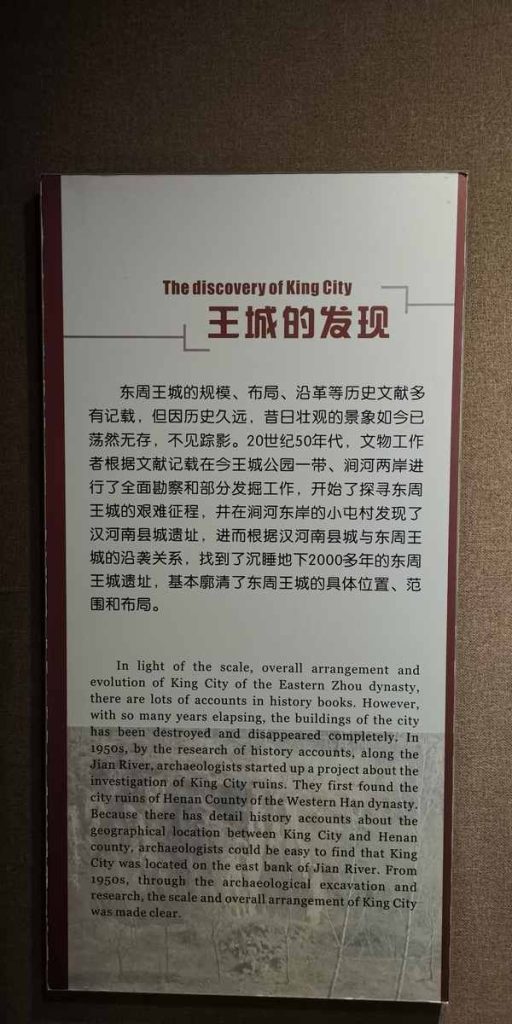 The discovery of King City
王城的发现
东周王城的规模、布局、沿革等历史文献多
有记载，但因历史久远，昔日壮观的景象如今已
荡然无存，不见踪影。20世纪50年代，文物工作
者根据文献记载在今王城公园一带、涧河两岸进
行了全面勘察和部分发掘工作，开始了探寻东周
王城的艰难征程，并在涧河东岸的小屯村发现了
汉河南县城遗址，进而根据汉河南县城与东周王
城的沿袭关系，找到了沉睡地下2000多年的东周
王城遗址，基本廓清了东周王城的具体位置、范
围和布局。
In light of the scale, overall arrangement and
evolution of King City of the Eastern Zhou dynasty,
there are lots of accounts in history books. However,
with so many years elapsing, the buildings of the city
has been destroyed and disappeared completely. In
1950s, by the research of history accounts, along the
Jian River, archaeologists started up a project about the
investigation of King City ruins. They first found the
city ruins of Henan County of the Western Han dynasty.
Because there has detail history accounts about the
geographical location between King City and Henan
county, archaeologists could be easy to find that King
City was located on the east bank of Jian River. From
1950s, through the archaeological excavation and
research, the scale and overall arrangement of King City
was made clear.